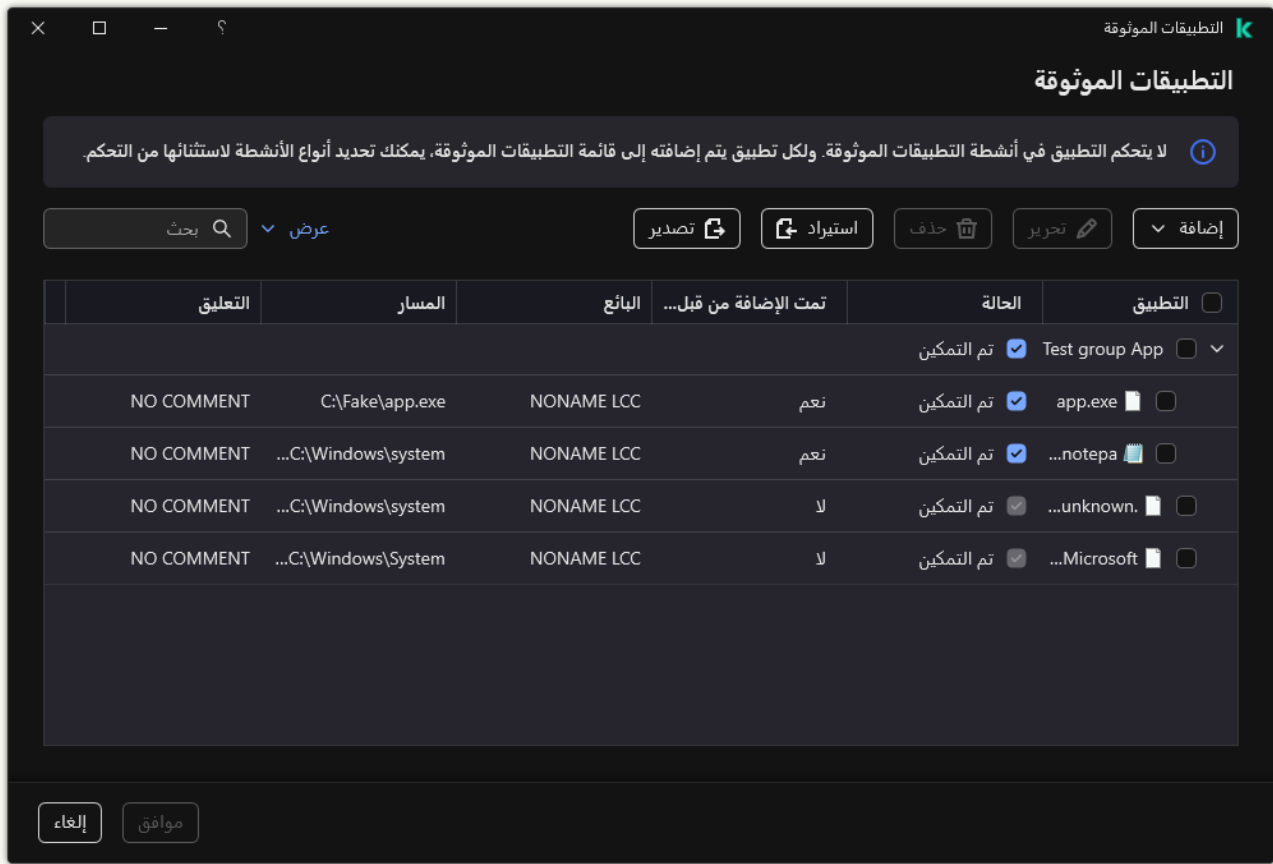 التطبيقات الموثوقة
؟
التطبيقات الموثوقة
لا يتحكم التطبيق في أنشطة التطبيقات الموثوقة. ولكل تطبيق يتم إضافته إلى قائمة التطبيقات الموثوقة، يمكنك تحديد أنواع الأنشطة لاستثنائها من التحكم.
إضافة تحرير حذف استيراد تصدير عرض بحث
التطبيق الحالة تمت الإضافة من قبل... البائع المسار التعليق
Test group App تم التمكين
app.exe تم التمكين نعم NONAME LCC C:\Fake\app.exe NO COMMENT
notepa... تم التمكين نعم NONAME LCC C:\Windows\system... NO COMMENT
unknown.... تم التمكين لا NONAME LCC C:\Windows\system... NO COMMENT
Microsoft... تم التمكين لا NONAME LCC C:\Windows\System... NO COMMENT
موافق إلغاء